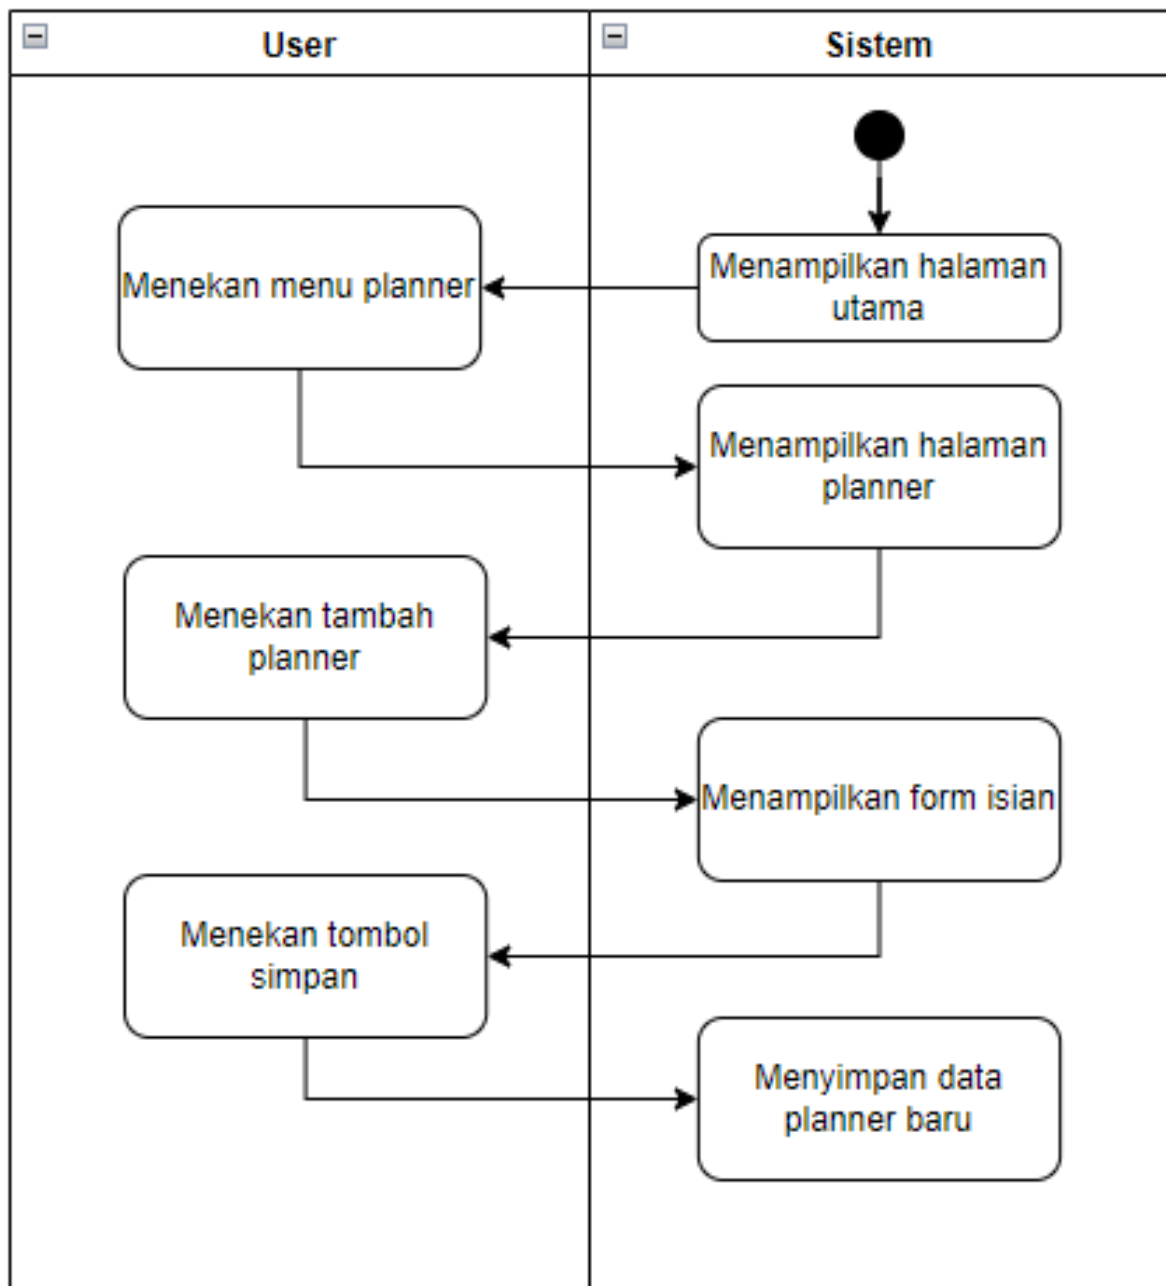 User
Sistem
Menampilkan halaman
utama
Menekan menu planner
Menampilkan halaman
planner
Menekan tambah
planner
Menampilkan form isian
Menekan tombol
simpan
Menyimpan data
planner baru